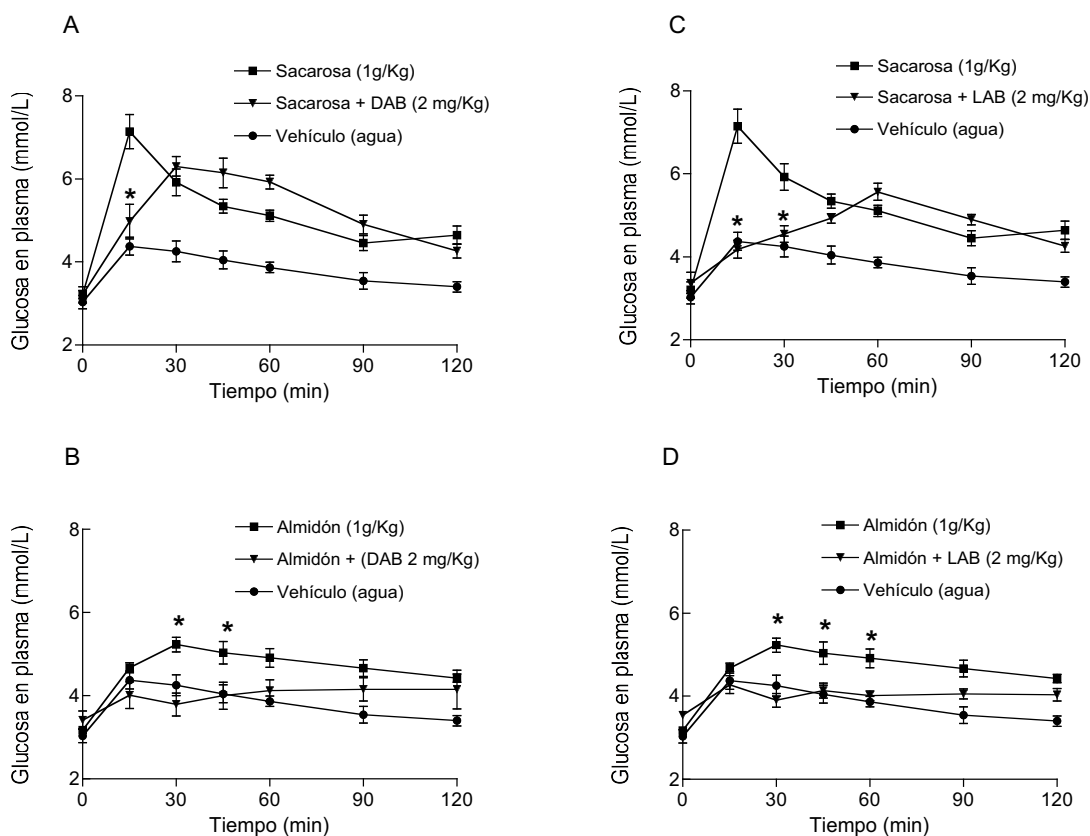 A
Sacarosa (1g/Kg)
Sacarosa + DAB (2 mg/Kg)
Vehículo (agua)
Glucosa en plasma (mmol/L)
8
6
4
2
*
0 30 60 90 120
Tiempo (min)
C
Sacarosa (1g/Kg)
Sacarosa + LAB (2 mg/Kg)
Vehículo (agua)
Glucosa en plasma (mmol/L)
8
6
4
2
* *
0 30 60 90 120
Tiempo (min)
B
Almidón (1g/Kg)
Almidón + (DAB 2 mg/Kg)
Vehículo (agua)
Glucosa en plasma (mmol/L)
8
6
4
2
* *
0 30 60 90 120
Tiempo (min)
D
Almidón (1g/Kg)
Almidón + LAB (2 mg/Kg)
Vehículo (agua)
Glucosa en plasma (mmol/L)
8
6
4
2
* * *
0 30 60 90 120
Tiempo (min)